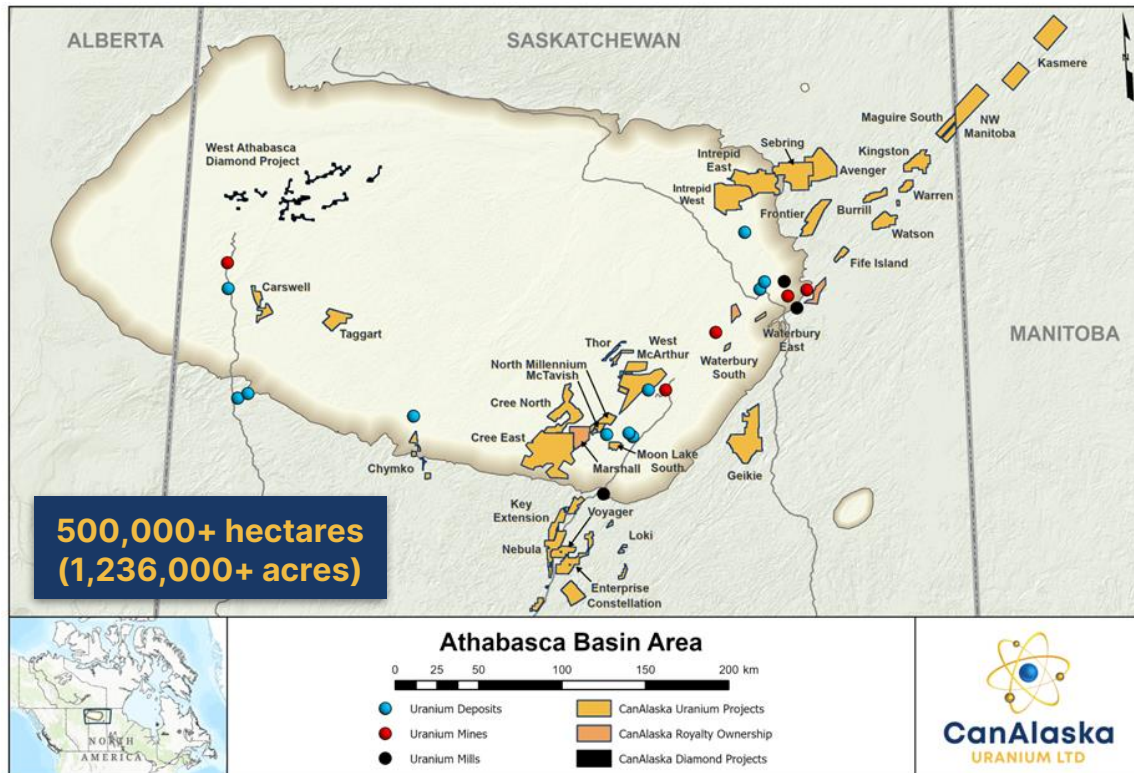 ALBERTA
SASKATCHEWAN
Kasmere
Maguire South
NW
Manitoba
Sebring
Kingston
Intrepid
East
Avenger
West Athabasca
Diamond Project
Intrepid
West
Warren
Burrill
Frontier
Watson
Fife Island
Carswell
MANITOBA
Taggart
Waterbury
East
Thor
West
McArthur
Waterbury
South
North Millennium
McTavish
Cree North
Cree East
Moon Lake
South
Marshall
Chymko
Geikie
Key
Extension
Voyager
Loki
Nebula
Enterprise
Constellation
500,000+ hectares
(1,236,000+ acres)
Athabasca Basin Area
0 25 50 100 150 200 km
Uranium Deposits
CanAlaska Uranium Projects
Uranium Mines
CanAlaska Royalty Ownership
Uranium Mills
CanAlaska Diamond Projects
NORTH
AMERICA
CanAlaska
URANIUM LTD